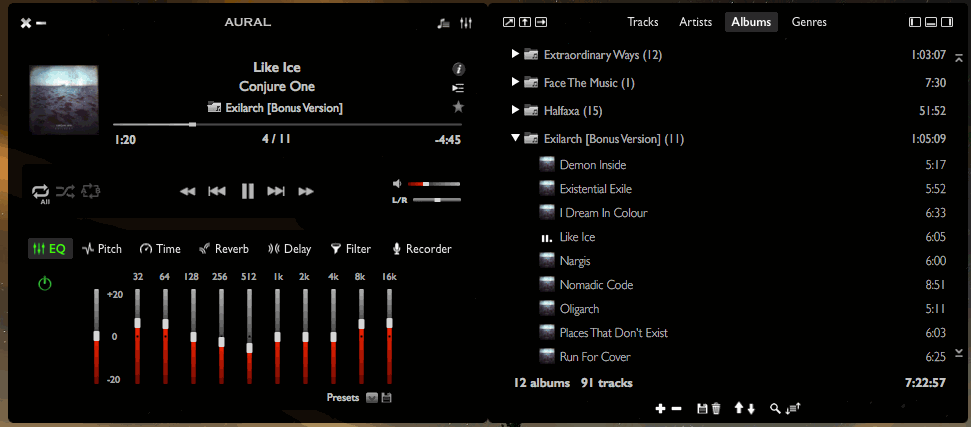 AURAL
Like Ice
Conjure One
Exilarch [Bonus Version]
1:20 4 / 11 -4:45
All A B
L/R
EQ Pitch Time Reverb Delay Filter Recorder
32 64 128 256 512 1k 2k 4k 8k 16k
+20
0
-20
Presets
Tracks Artists Albums Genres
Extraordinary Ways (12) 1:03:07
Face The Music (1) 7:30
Halfaxa (15) 51:52
Exilarch [Bonus Version] (11) 1:05:09
Demon Inside 5:17
Existential Exile 5:52
I Dream In Colour 6:33
Like Ice 6:05
Nargis 6:00
Nomadic Code 8:51
Oligarch 5:11
Places That Don't Exist 6:03
Run For Cover 6:25
12 albums 91 tracks 7:22:57